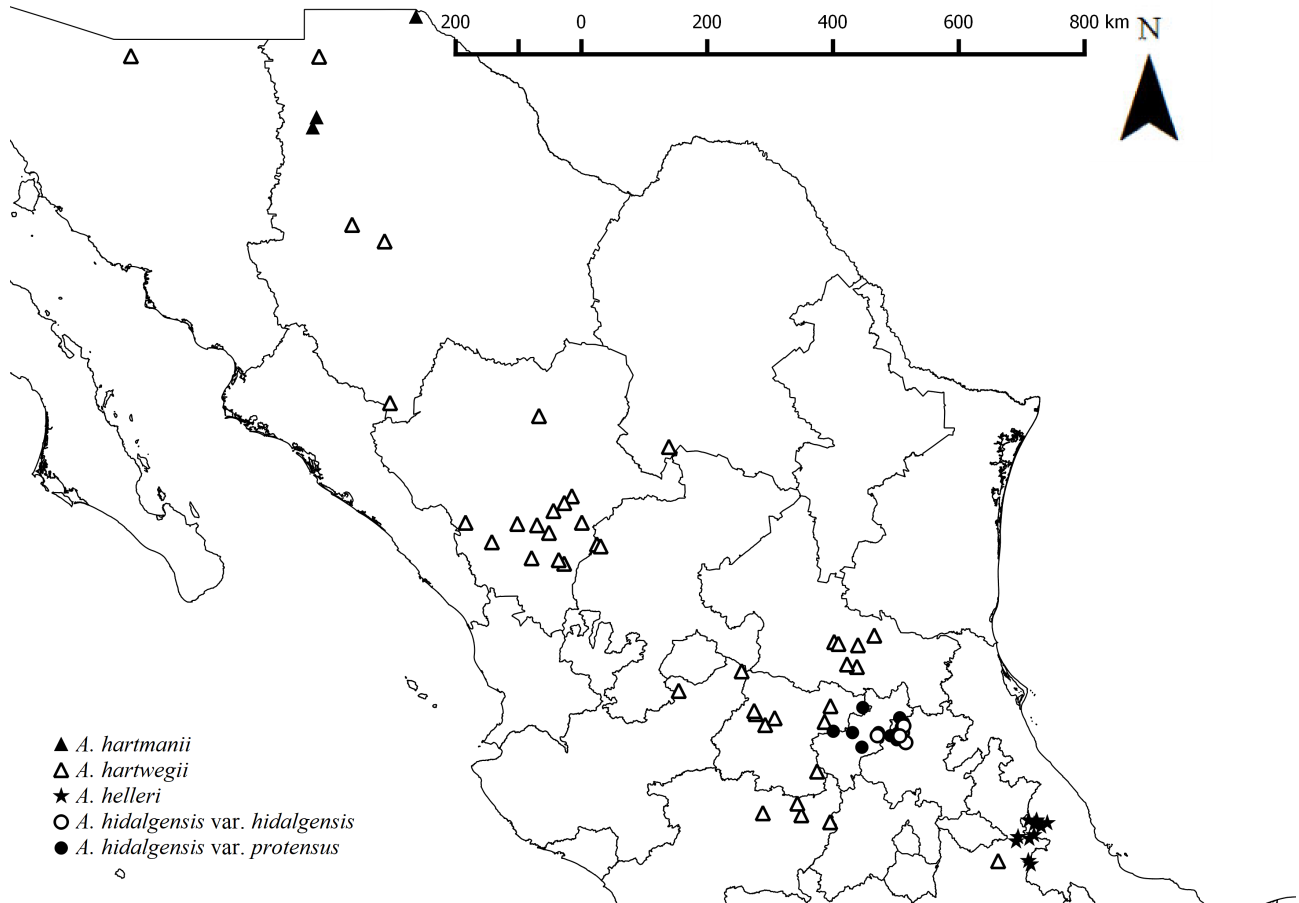 200 0 200 400 600 800 km
N
A. hartmanii
A. hartwegii
A. helleri
A. hidalgensis var. hidalgensis
A. hidalgensis var. protensus